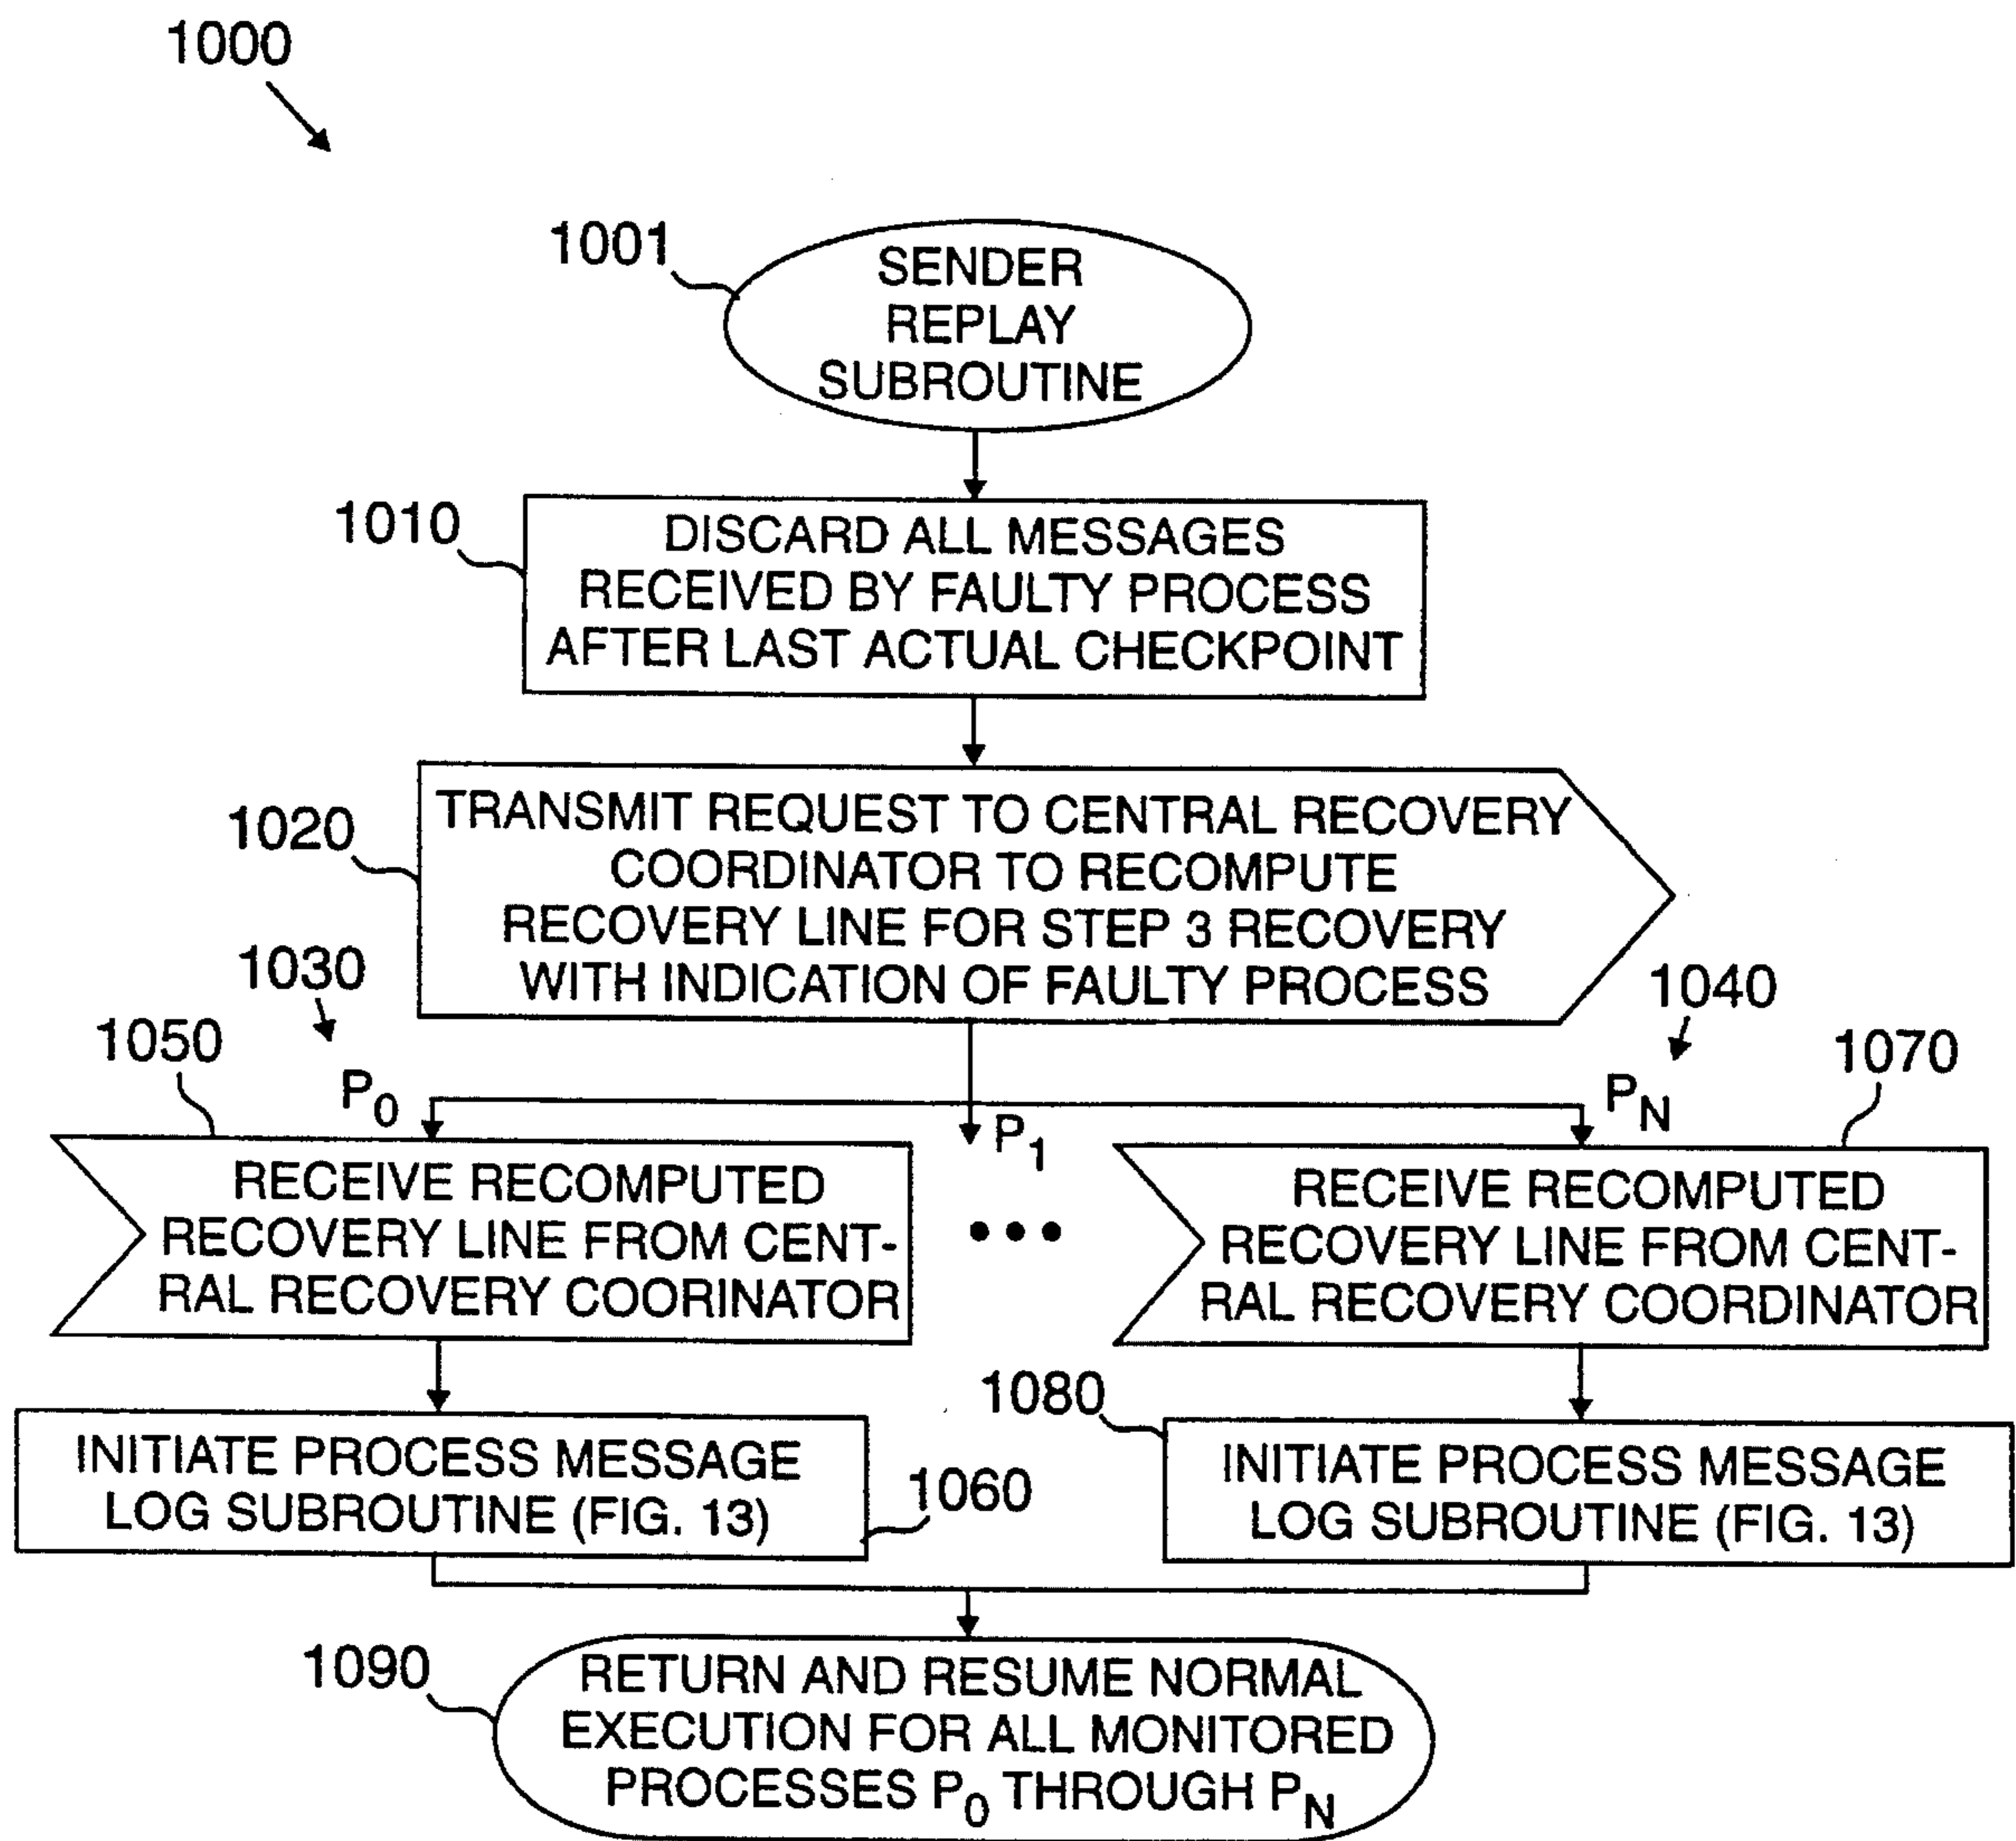 1000
1001
SENDER
REPLAY
SUBROUTINE
1010
DISCARD ALL MESSAGES
RECEIVED BY FAULTY PROCESS
AFTER LAST ACTUAL CHECKPOINT
1020
TRANSMIT REQUEST TO CENTRAL RECOVERY
COORDINATOR TO RECOMPUTE
RECOVERY LINE FOR STEP 3 RECOVERY
WITH INDICATION OF FAULTY PROCESS
1030
1040
1050
P0
P1
PN
1070
RECEIVE RECOMPUTED
RECOVERY LINE FROM CENT-
RAL RECOVERY COORINATOR
•••
RECEIVE RECOMPUTED
RECOVERY LINE FROM CENT-
RAL RECOVERY COORDINATOR
INITIATE PROCESS MESSAGE
LOG SUBROUTINE (FIG. 13)
1060
1080
INITIATE PROCESS MESSAGE
LOG SUBROUTINE (FIG. 13)
1090
RETURN AND RESUME NORMAL
EXECUTION FOR ALL MONITORED
PROCESSES P0 THROUGH PN